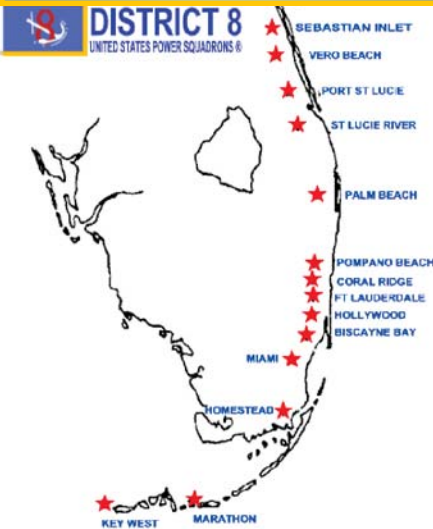 8
DISTRICT 8
UNITED STATES POWER SQUADRONS ®
SEBASTIAN INLET
VERO BEACH
PORT ST LUCIE
ST LUCIE RIVER
PALM BEACH
POMPANO BEACH
CORAL RIDGE
FT LAUDERDALE
HOLLYWOOD
BISCAYNE BAY
MIAMI
HOMESTEAD
MARATHON
KEY WEST